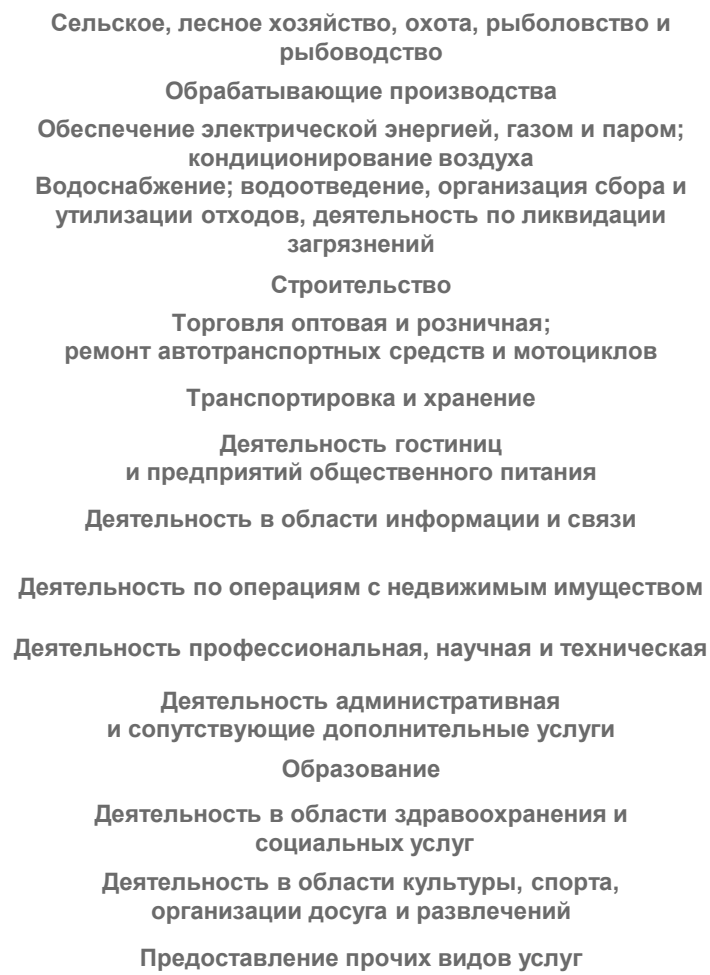 Сельское, лесное хозяйство, охота, рыболовство и
рыбоводство
Обрабатывающие производства
Обеспечение электрической энергией, газом и паром;
кондиционирование воздуха
Водоснабжение; водоотведение, организация сбора и
утилизации отходов, деятельность по ликвидации
загрязнений
Строительство
Торговля оптовая и розничная;
ремонт автотранспортных средств и мотоциклов
Транспортировка и хранение
Деятельность гостиниц
и предприятий общественного питания
Деятельность в области информации и связи
Деятельность по операциям с недвижимым имуществом
Деятельность профессиональная, научная и техническая
Деятельность административная
и сопутствующие дополнительные услуги
Образование
Деятельность в области здравоохранения и
социальных услуг
Деятельность в области культуры, спорта,
организации досуга и развлечений
Предоставление прочих видов услуг